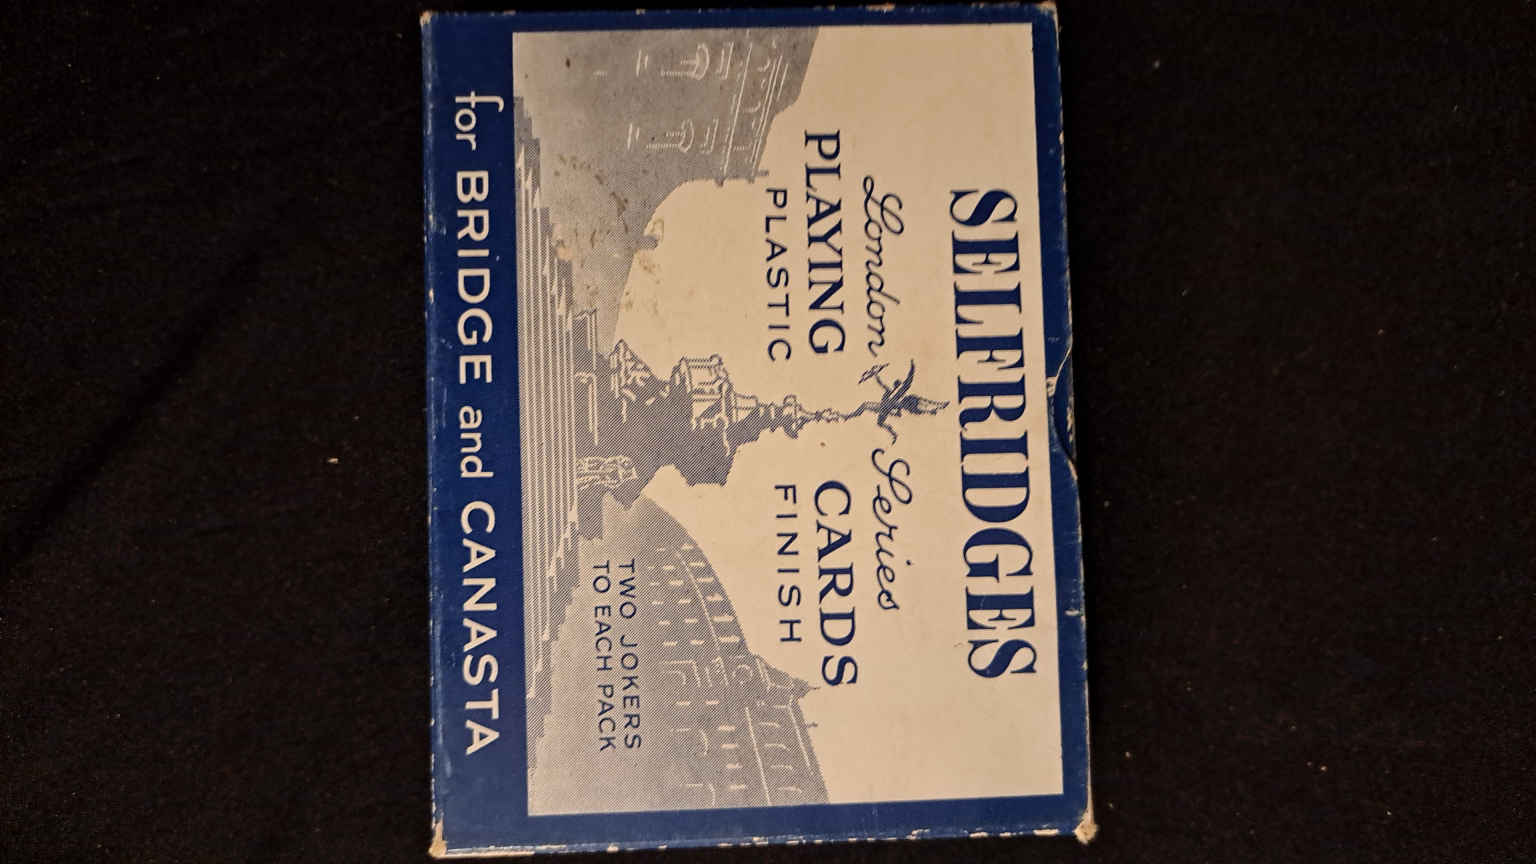 SELFRIDGES
London Series
PLAYING CARDS
PLASTIC FINISH
TWO JOKERS
TO EACH PACK
for BRIDGE and CANASTA